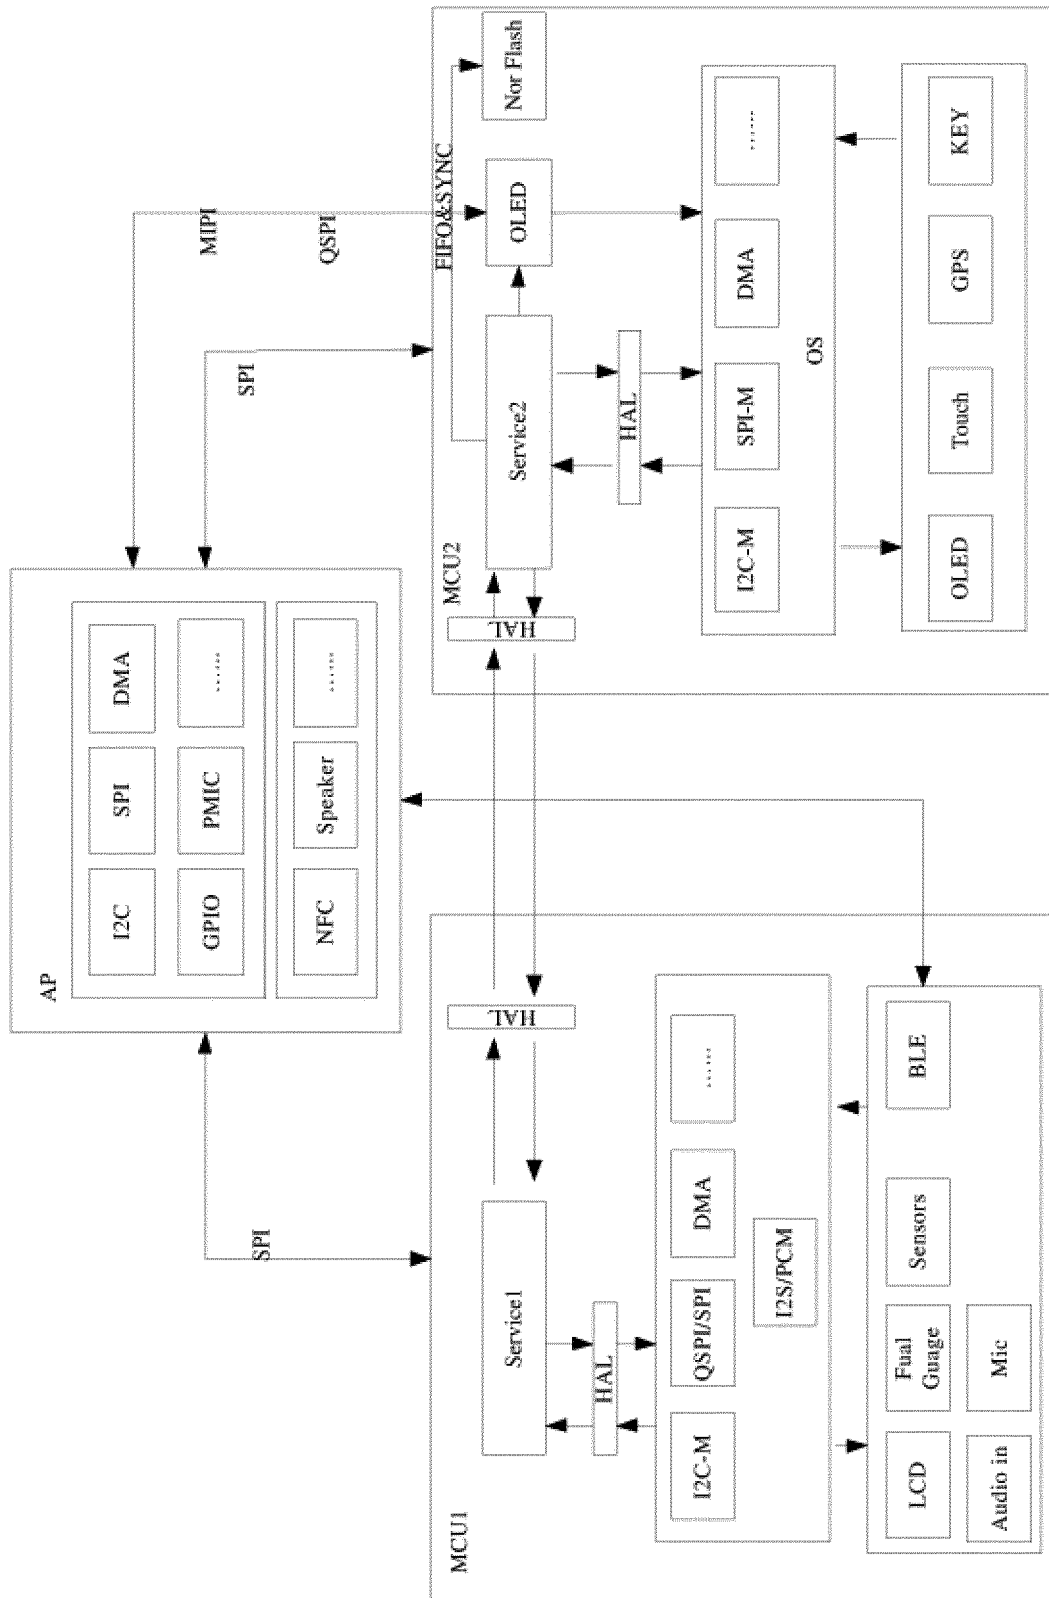 AP
I2C
SPI
DMA
GPIO
PMIC
......
NFC
Speaker
......
SPI
SPI
MIPI
QSPI
MCU1
Service1
HAL
HAL
I2C-M
QSPI/SPI
DMA
......
I2S/PCM
LCD
Fual
Guage
Sensors
BLE
Audio in
Mic
MCU2
FIFO&SYNC
HAL
Service2
OLED
Nor Flash
HAL
I2C-M
SPI-M
DMA
......
OS
OLED
Touch
GPS
KEY